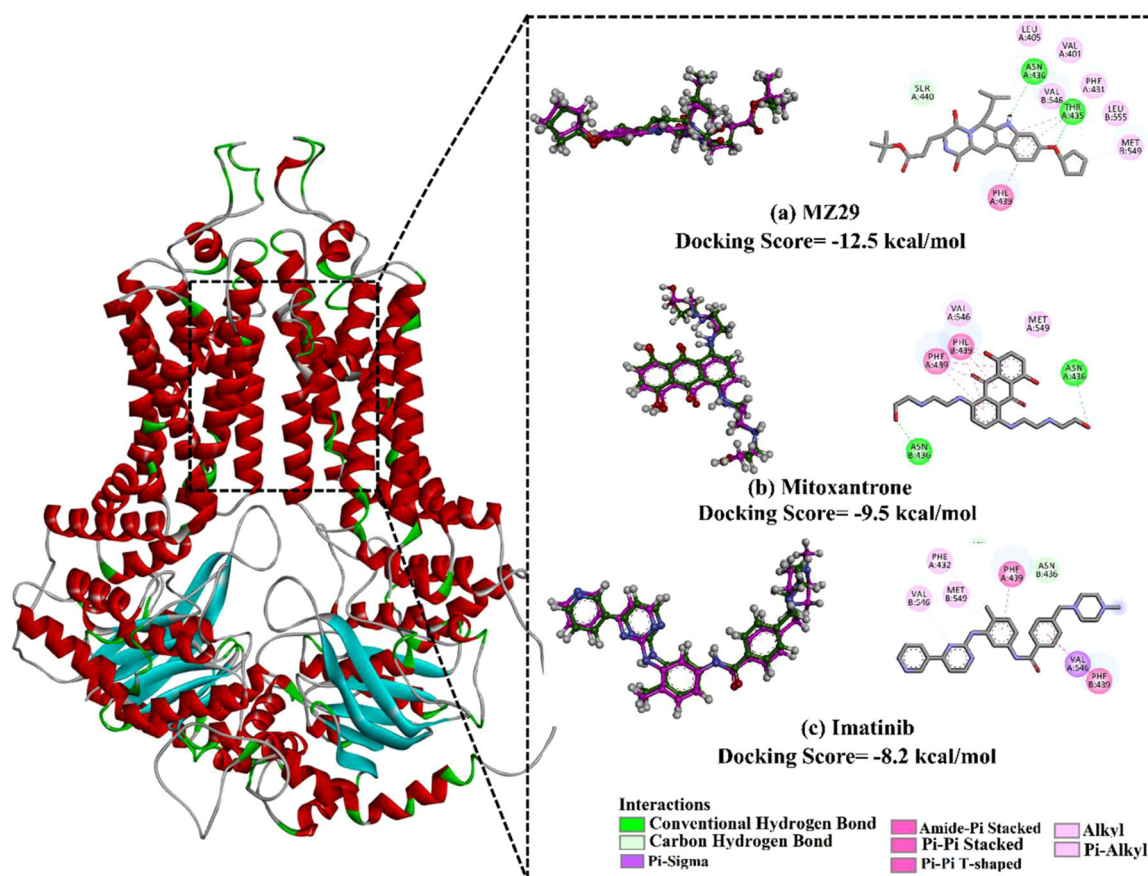 LEU
A:405
VAL
A:401
ASN
A:436
SLR
A:440
VAL
B:546
PHE
A:431
THR
A:435
LEU
B:555
MET
B:549
PHE
A:439
(a) MZ29
Docking Score= -12.5 kcal/mol
VAL
A:546
MET
A:549
PHL
B:439
PHE
A:439
ASN
A:436
ASN
B:436
(b) Mitoxantrone
Docking Score= -9.5 kcal/mol
PHE
A:432
PHE
A:439
ASN
B:436
VAL
B:546
MET
B:549
VAL
A:546
PHE
B:439
(c) Imatinib
Docking Score= -8.2 kcal/mol
Interactions
Conventional Hydrogen Bond
Carbon Hydrogen Bond
Pi-Sigma
Amide-Pi Stacked
Pi-Pi Stacked
Pi-Pi T-shaped
Alkyl
Pi-Alkyl